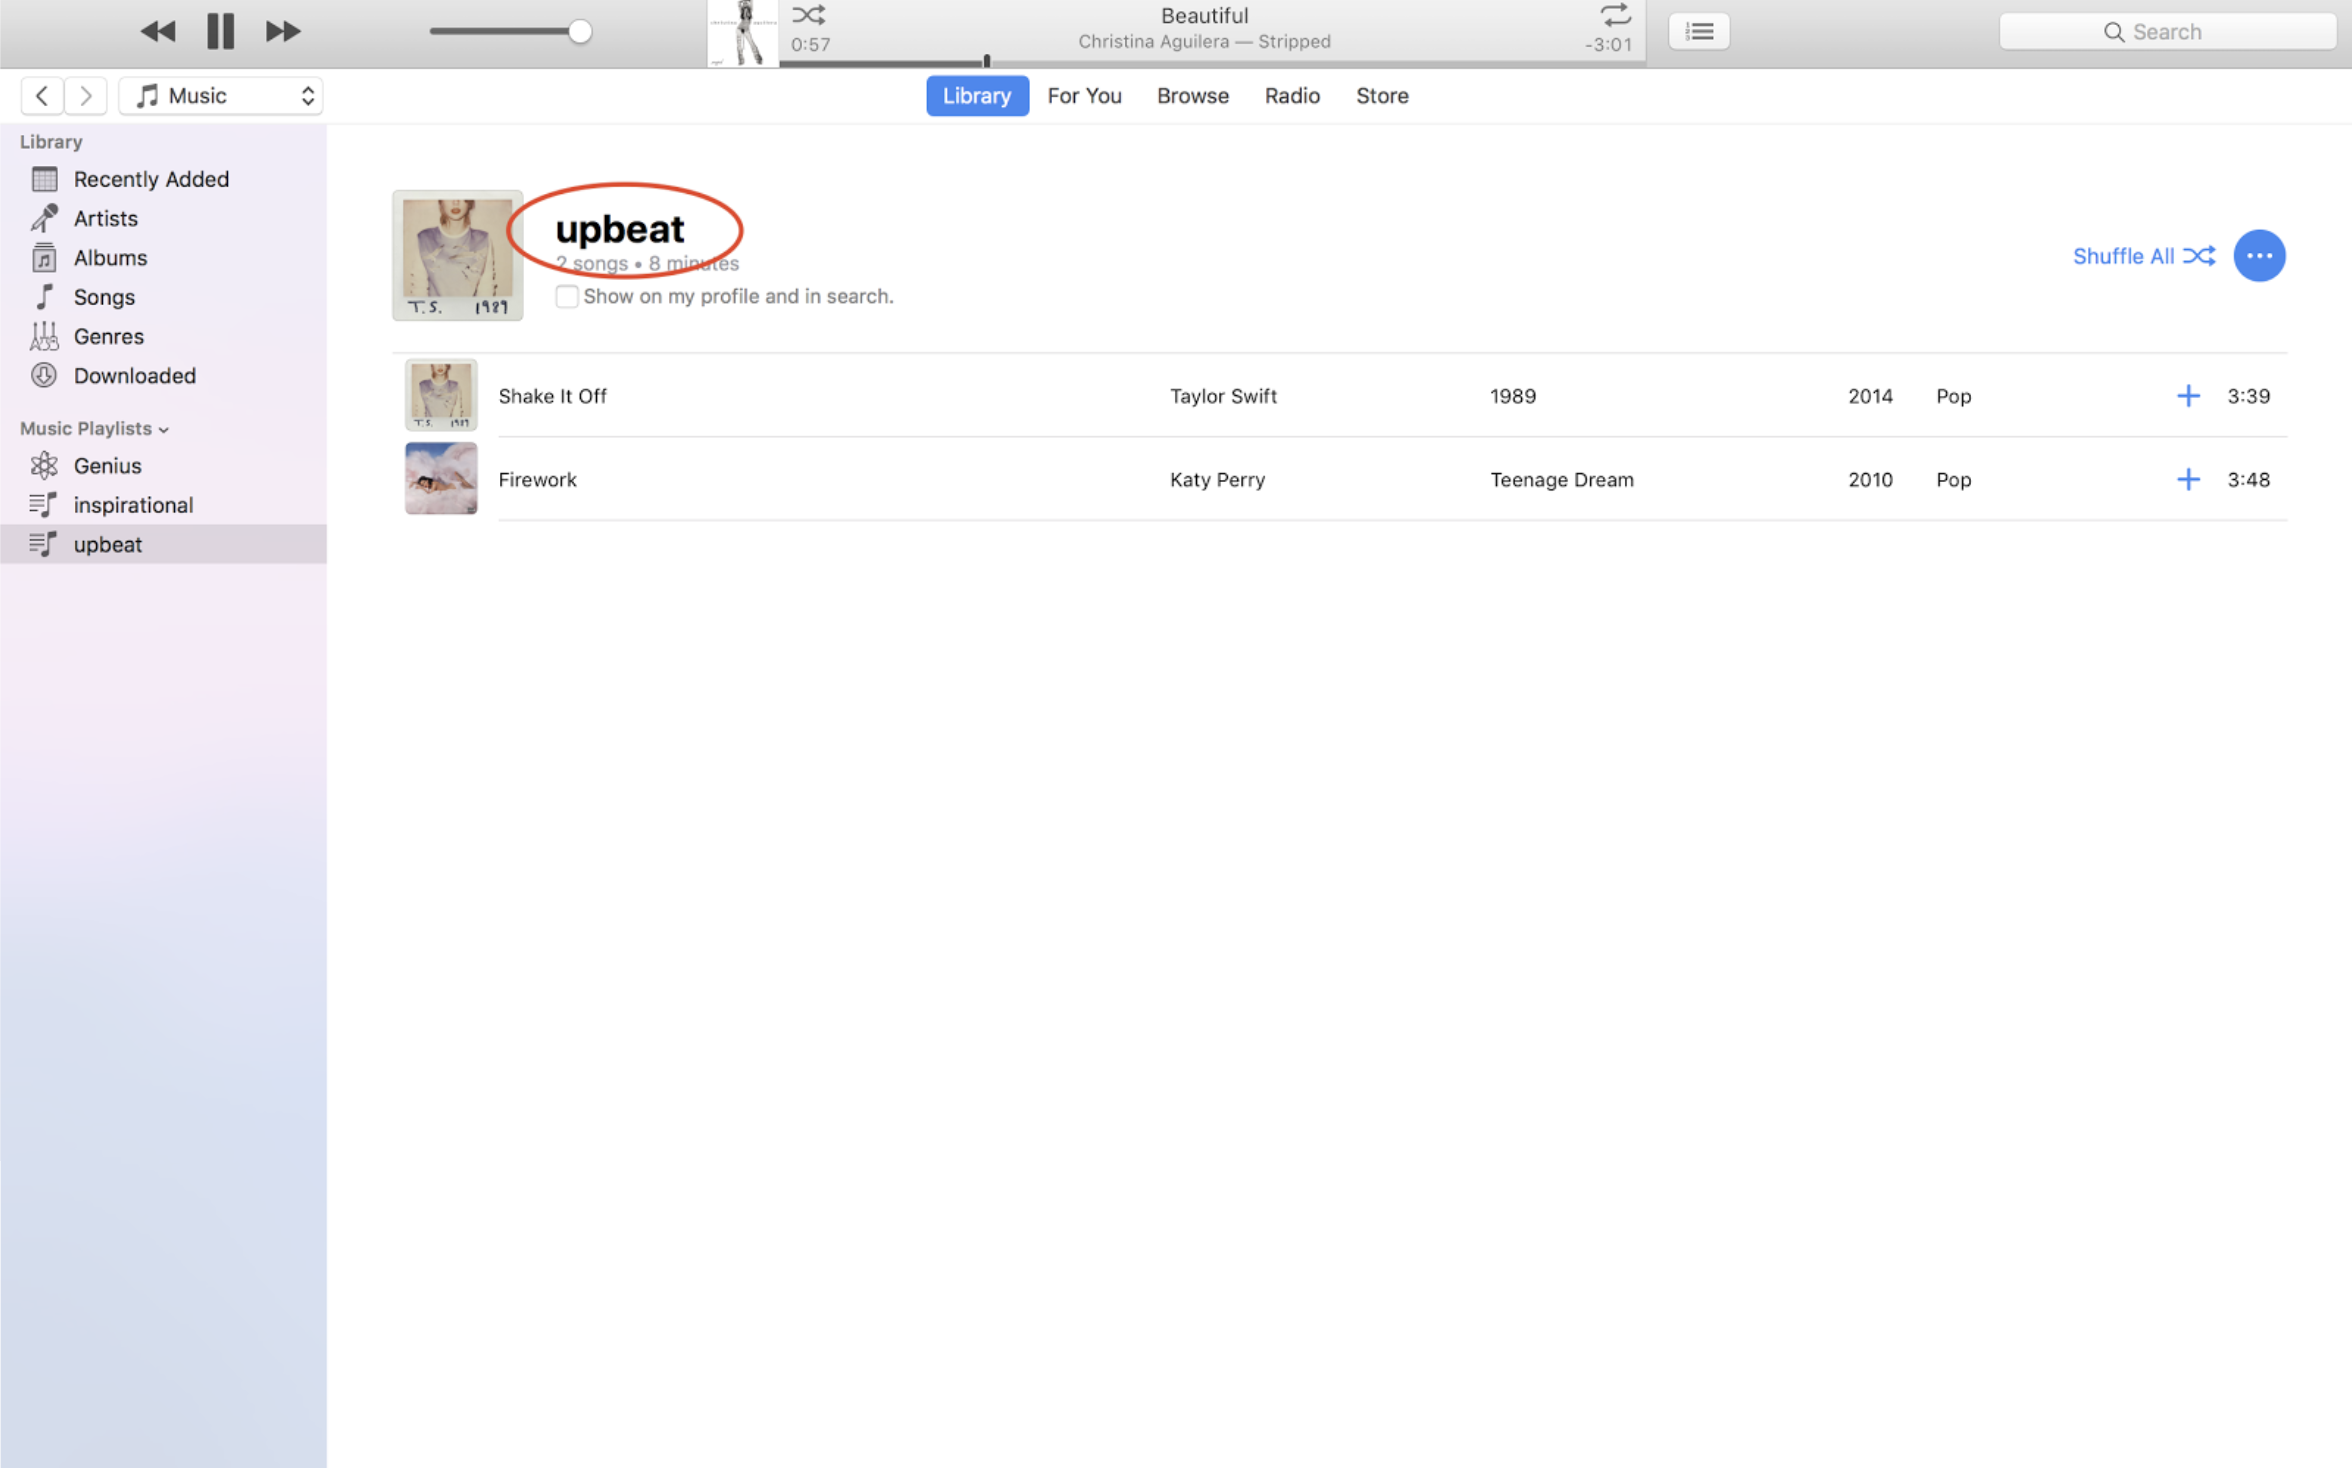 Beautiful
0:57 Christina Aguilera — Stripped -3:01
Search
Music
Library For You Browse Radio Store
Library
Recently Added
Artists
Albums
Songs
Genres
Downloaded
Music Playlists
Genius
inspirational
upbeat
T.S. 1989
upbeat
2 songs • 8 minutes
Show on my profile and in search.
Shuffle All
T.S. 1989
Shake It Off Taylor Swift 1989 2014 Pop 3:39
Firework Katy Perry Teenage Dream 2010 Pop 3:48